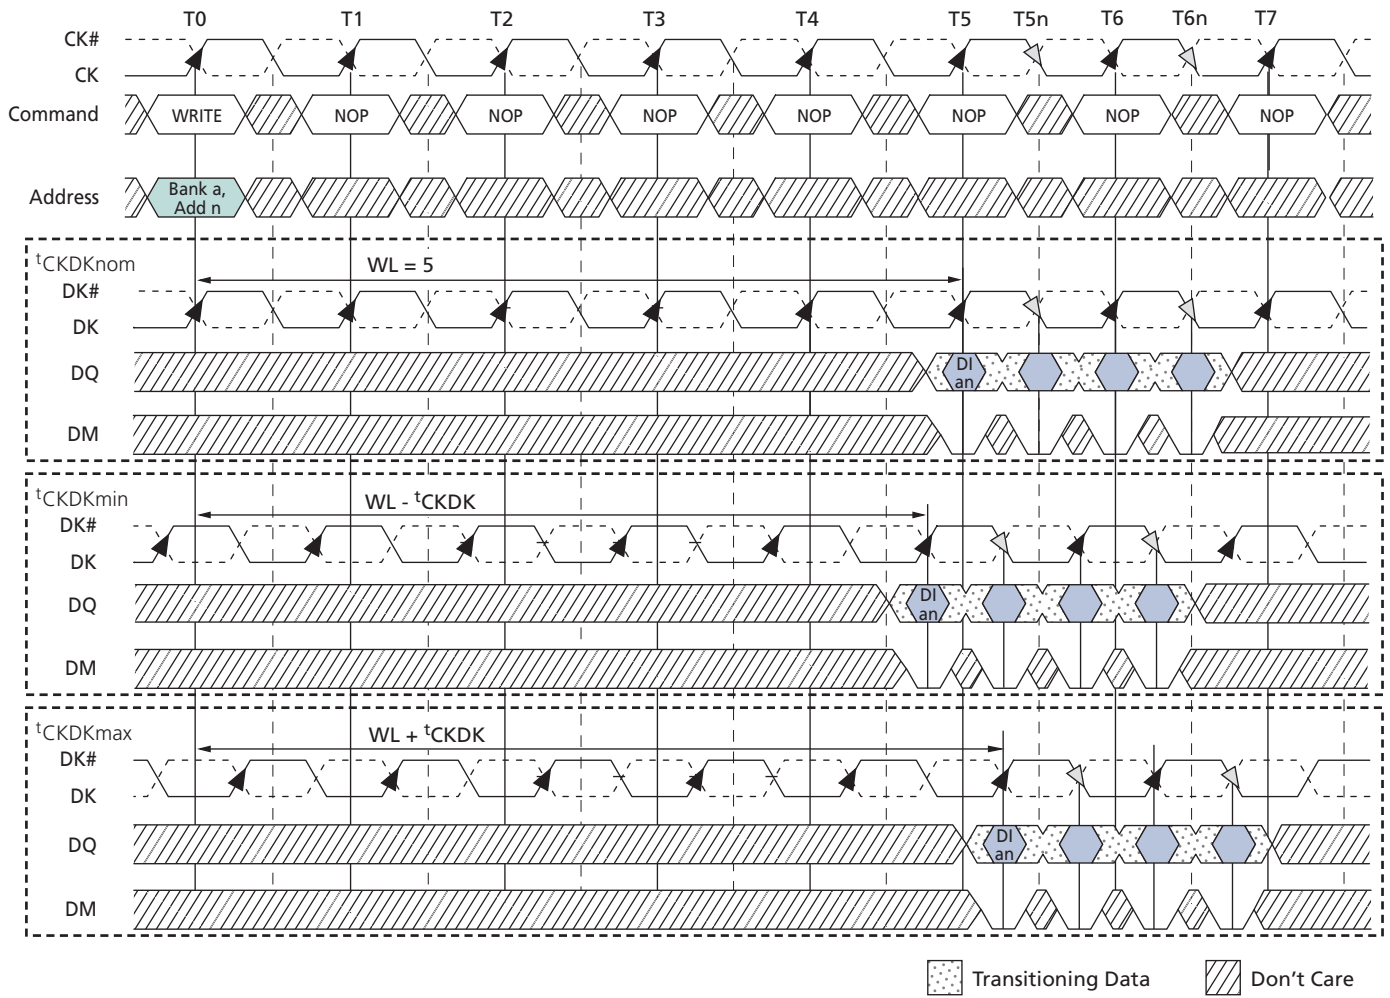 T0 T1 T2 T3 T4 T5 T5n T6 T6n T7
CK#
CK
Command WRITE NOP NOP NOP NOP NOP NOP NOP
Address Bank a,
Add n
tCKDKnom
WL = 5
DK#
DK
DQ DI
an
DM
tCKDKmin
WL - tCKDK
DK#
DK
DQ DI
an
DM
tCKDKmax
WL + tCKDK
DK#
DK
DQ DI
an
DM
Transitioning Data Don't Care